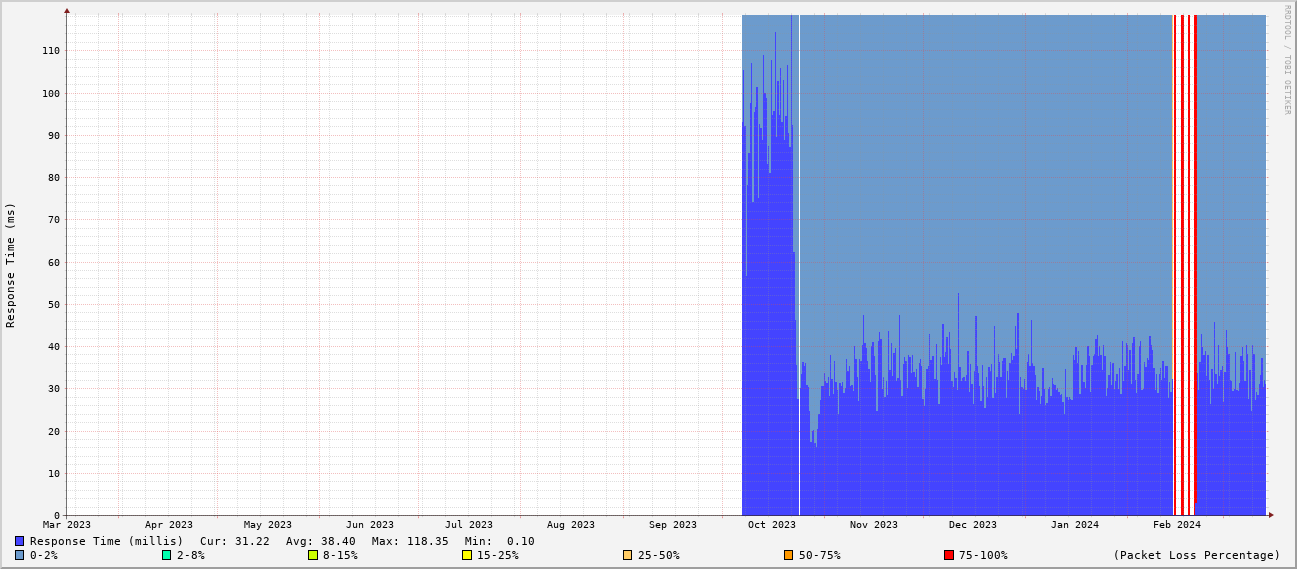 RRDTOOL / TOBI OETIKER
Response Time (ms)
110
100
90
80
70
60
50
40
30
20
10
0
Mar 2023 Apr 2023 May 2023 Jun 2023 Jul 2023 Aug 2023 Sep 2023 Oct 2023 Nov 2023 Dec 2023 Jan 2024 Feb 2024
Response Time (millis) Cur: 31.22 Avg: 38.40 Max: 118.35 Min: 0.10
0-2% 2-8% 8-15% 15-25% 25-50% 50-75% 75-100% (Packet Loss Percentage)